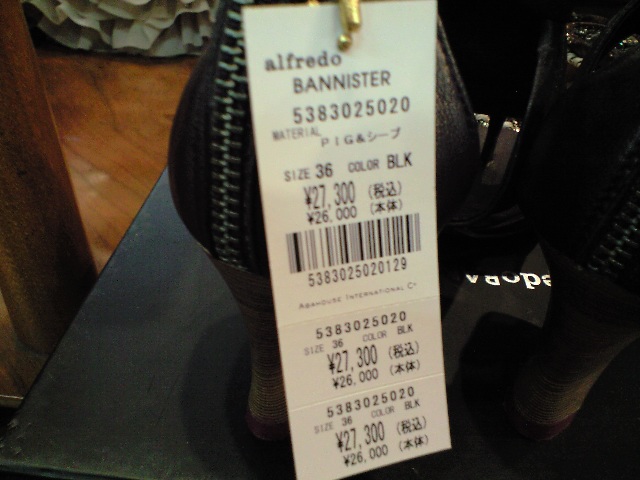 alfredo
BANNISTER
5383025020
MATERIAL PIG&シープ
SIZE 36 COLOR BLK
¥27,300 (税込)
¥26,000 (本体)
5383025020129
ABAHOUSE INTERNATIONAL Co
5383025020
SIZE 36 COLOR BLK
¥27,300 (税込)
¥26,000 (本体)
5383025020
SIZE 36 COLOR BLK
¥27,300 (税込)
¥26,000 (本体)